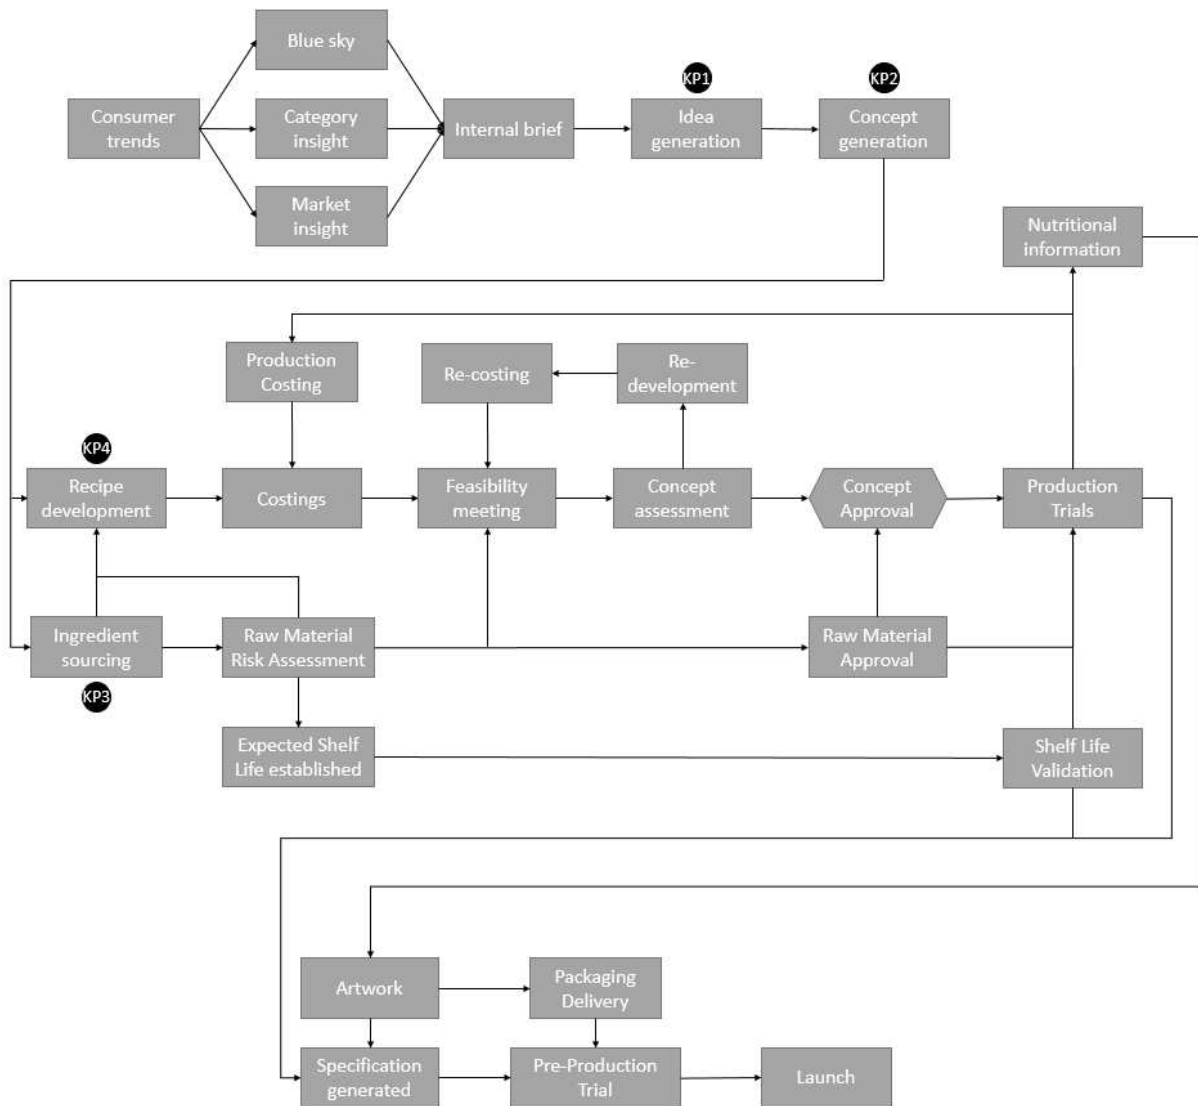 Blue sky
KP1
KP2
Consumer
trends
Category
insight
Internal brief
Idea
generation
Concept
generation
Market
insight
Nutritional
information
Production
Costing
Re-costing
Re-
development
KP4
Recipe
development
Costings
Feasibility
meeting
Concept
assessment
Concept
Approval
Production
Trials
Ingredient
sourcing
Raw Material
Risk Assessment
Raw Material
Approval
KP3
Expected Shelf
Life established
Shelf Life
Validation
Artwork
Packaging
Delivery
Specification
generated
Pre-Production
Trial
Launch